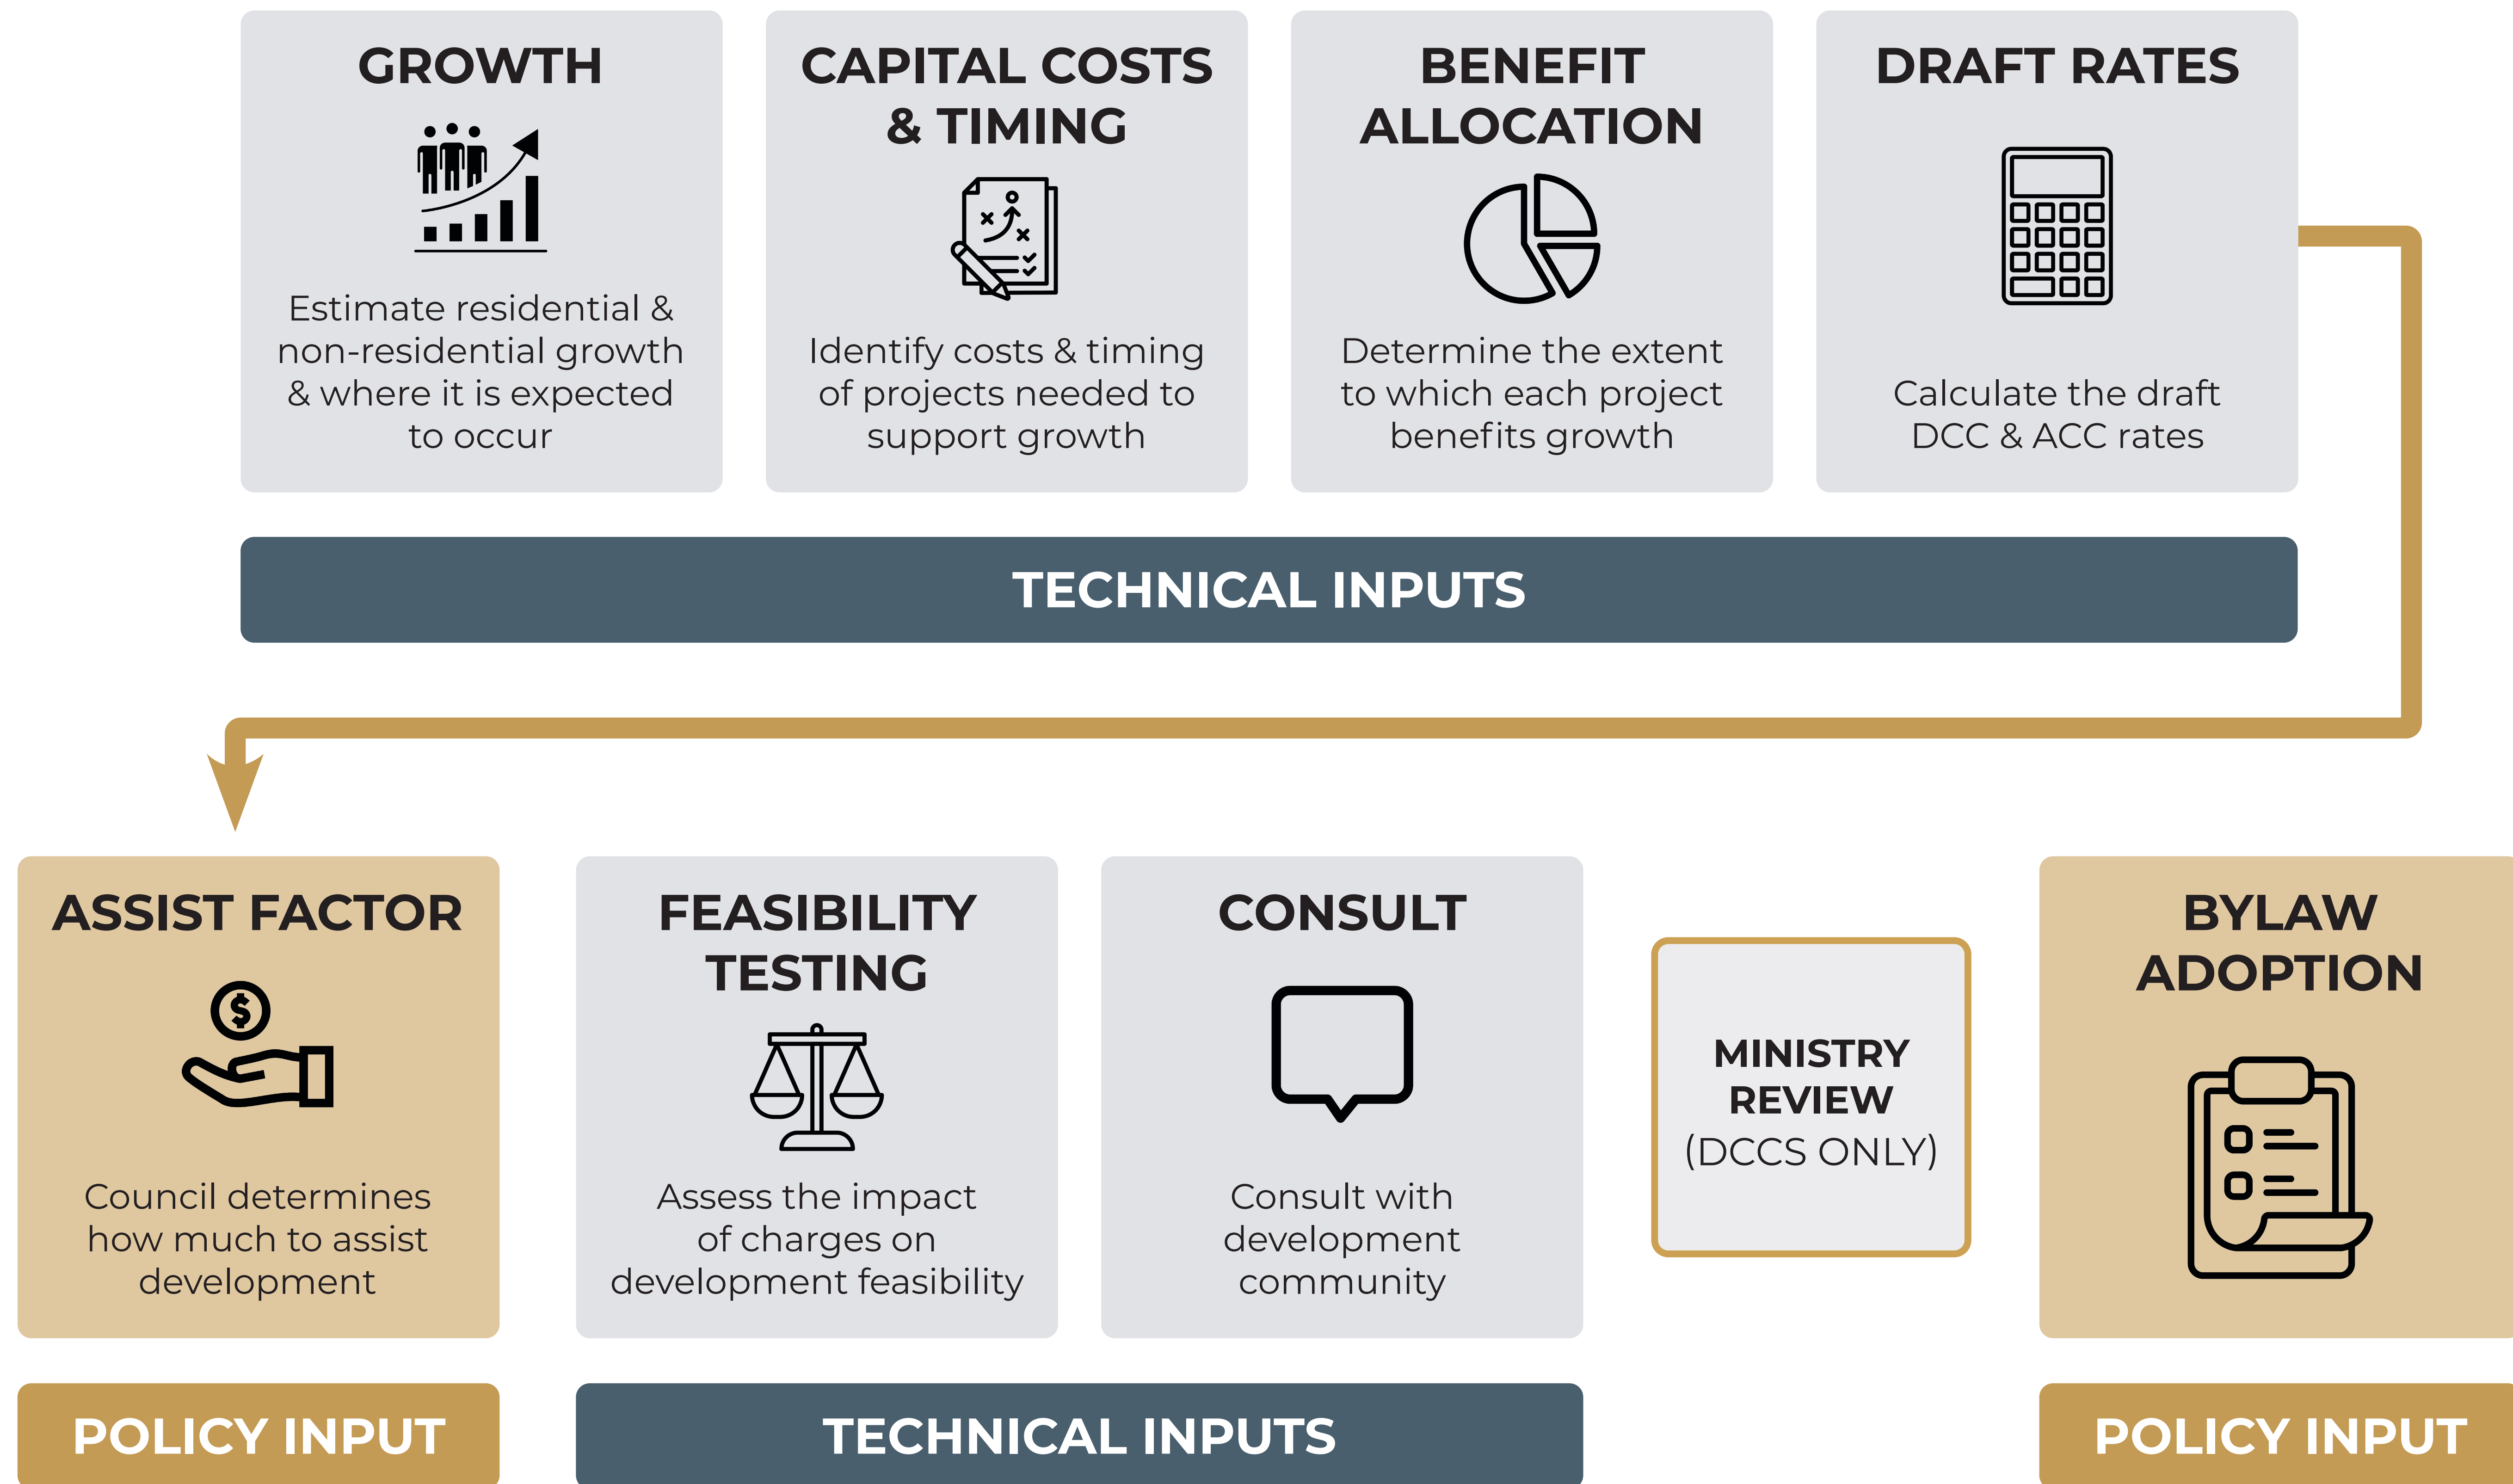 GROWTH
Estimate residential &
non-residential growth
& where it is expected
to occur
CAPITAL COSTS
& TIMING
Identify costs & timing
of projects needed to
support growth
BENEFIT
ALLOCATION
Determine the extent
to which each project
benefits growth
DRAFT RATES
Calculate the draft
DCC & ACC rates
TECHNICAL INPUTS
ASSIST FACTOR
$
Council determines
how much to assist
development
POLICY INPUT
FEASIBILITY
TESTING
Assess the impact
of charges on
development feasibility
CONSULT
Consult with
development
community
TECHNICAL INPUTS
MINISTRY
REVIEW
(DCCS ONLY)
BYLAW
ADOPTION
POLICY INPUT